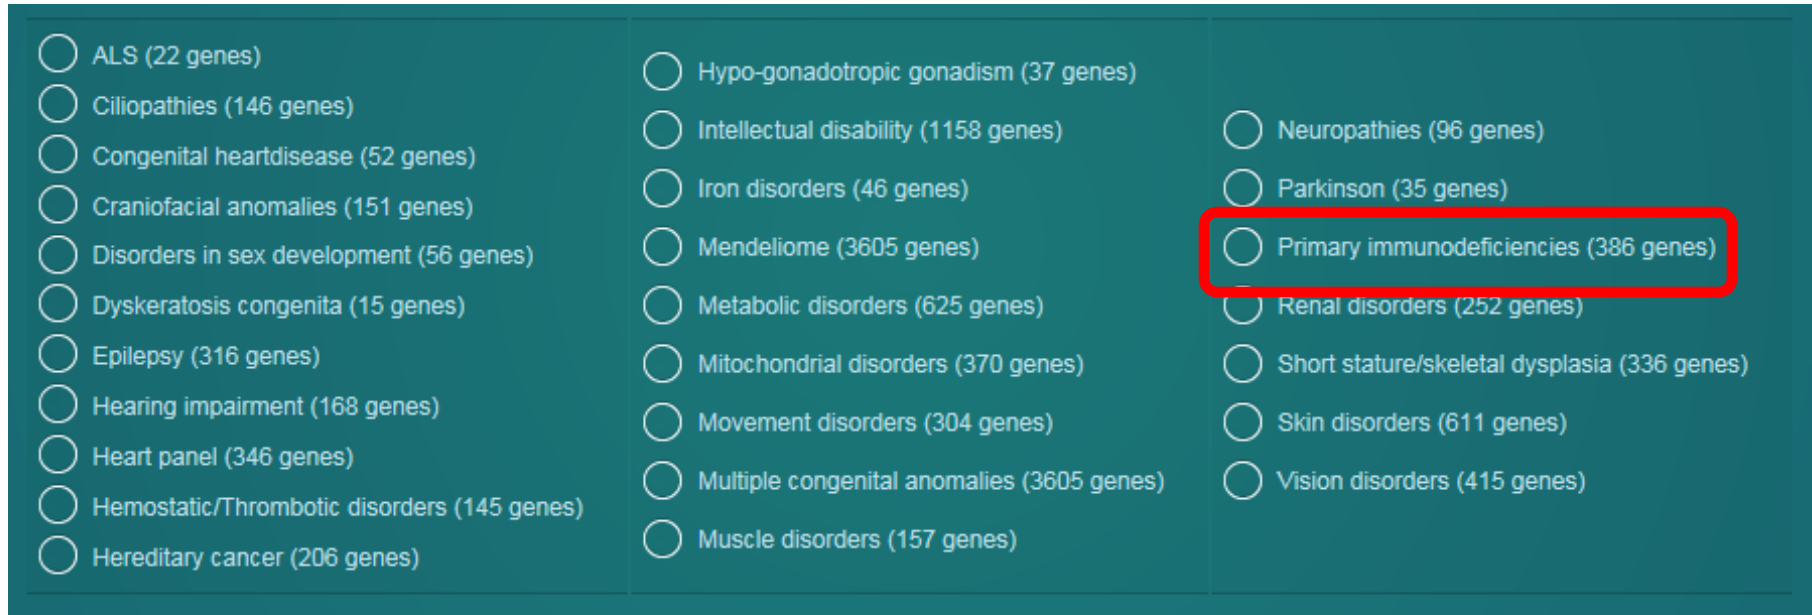 ALS (22 genes)
Ciliopathies (146 genes)
Congenital heartdisease (52 genes)
Craniofacial anomalies (151 genes)
Disorders in sex development (56 genes)
Dyskeratosis congenita (15 genes)
Epilepsy (316 genes)
Hearing impairment (168 genes)
Heart panel (346 genes)
Hemostatic/Thrombotic disorders (145 genes)
Hereditary cancer (206 genes)
Hypo-gonadotropic gonadism (37 genes)
Intellectual disability (1158 genes)
Iron disorders (46 genes)
Mendeliome (3605 genes)
Metabolic disorders (625 genes)
Mitochondrial disorders (370 genes)
Movement disorders (304 genes)
Multiple congenital anomalies (3605 genes)
Muscle disorders (157 genes)
Neuropathies (96 genes)
Parkinson (35 genes)
Primary immunodeficiencies (386 genes)
Renal disorders (252 genes)
Short stature/skeletal dysplasia (336 genes)
Skin disorders (611 genes)
Vision disorders (415 genes)